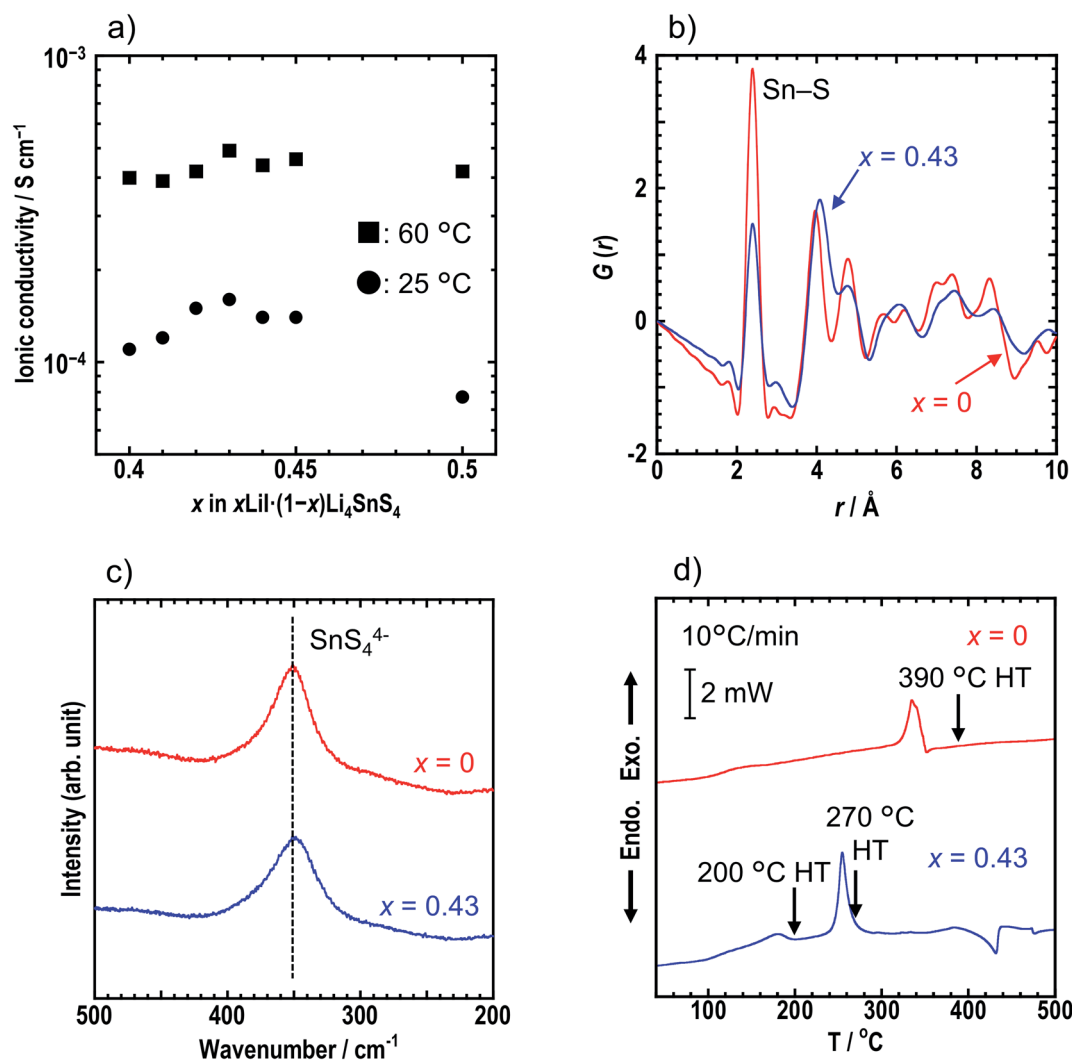 a)
10⁻³
10⁻⁴
Ionic conductivity / S cm⁻¹
■: 60 °C
●: 25 °C
0.4 0.45 0.5
x in xLiI·(1−x)Li₄SnS₄
b)
4
2
0
-2
G (r)
Sn–S
x = 0.43
x = 0
0 2 4 6 8 10
r / Å
c)
SnS₄⁴⁻
x = 0
x = 0.43
Intensity (arb. unit)
500 400 300 200
Wavenumber / cm⁻¹
d)
10°C/min
x = 0
2 mW
390 °C HT
Endo. Exo.
270 °C
HT
200 °C HT
x = 0.43
100 200 300 400 500
T / °C